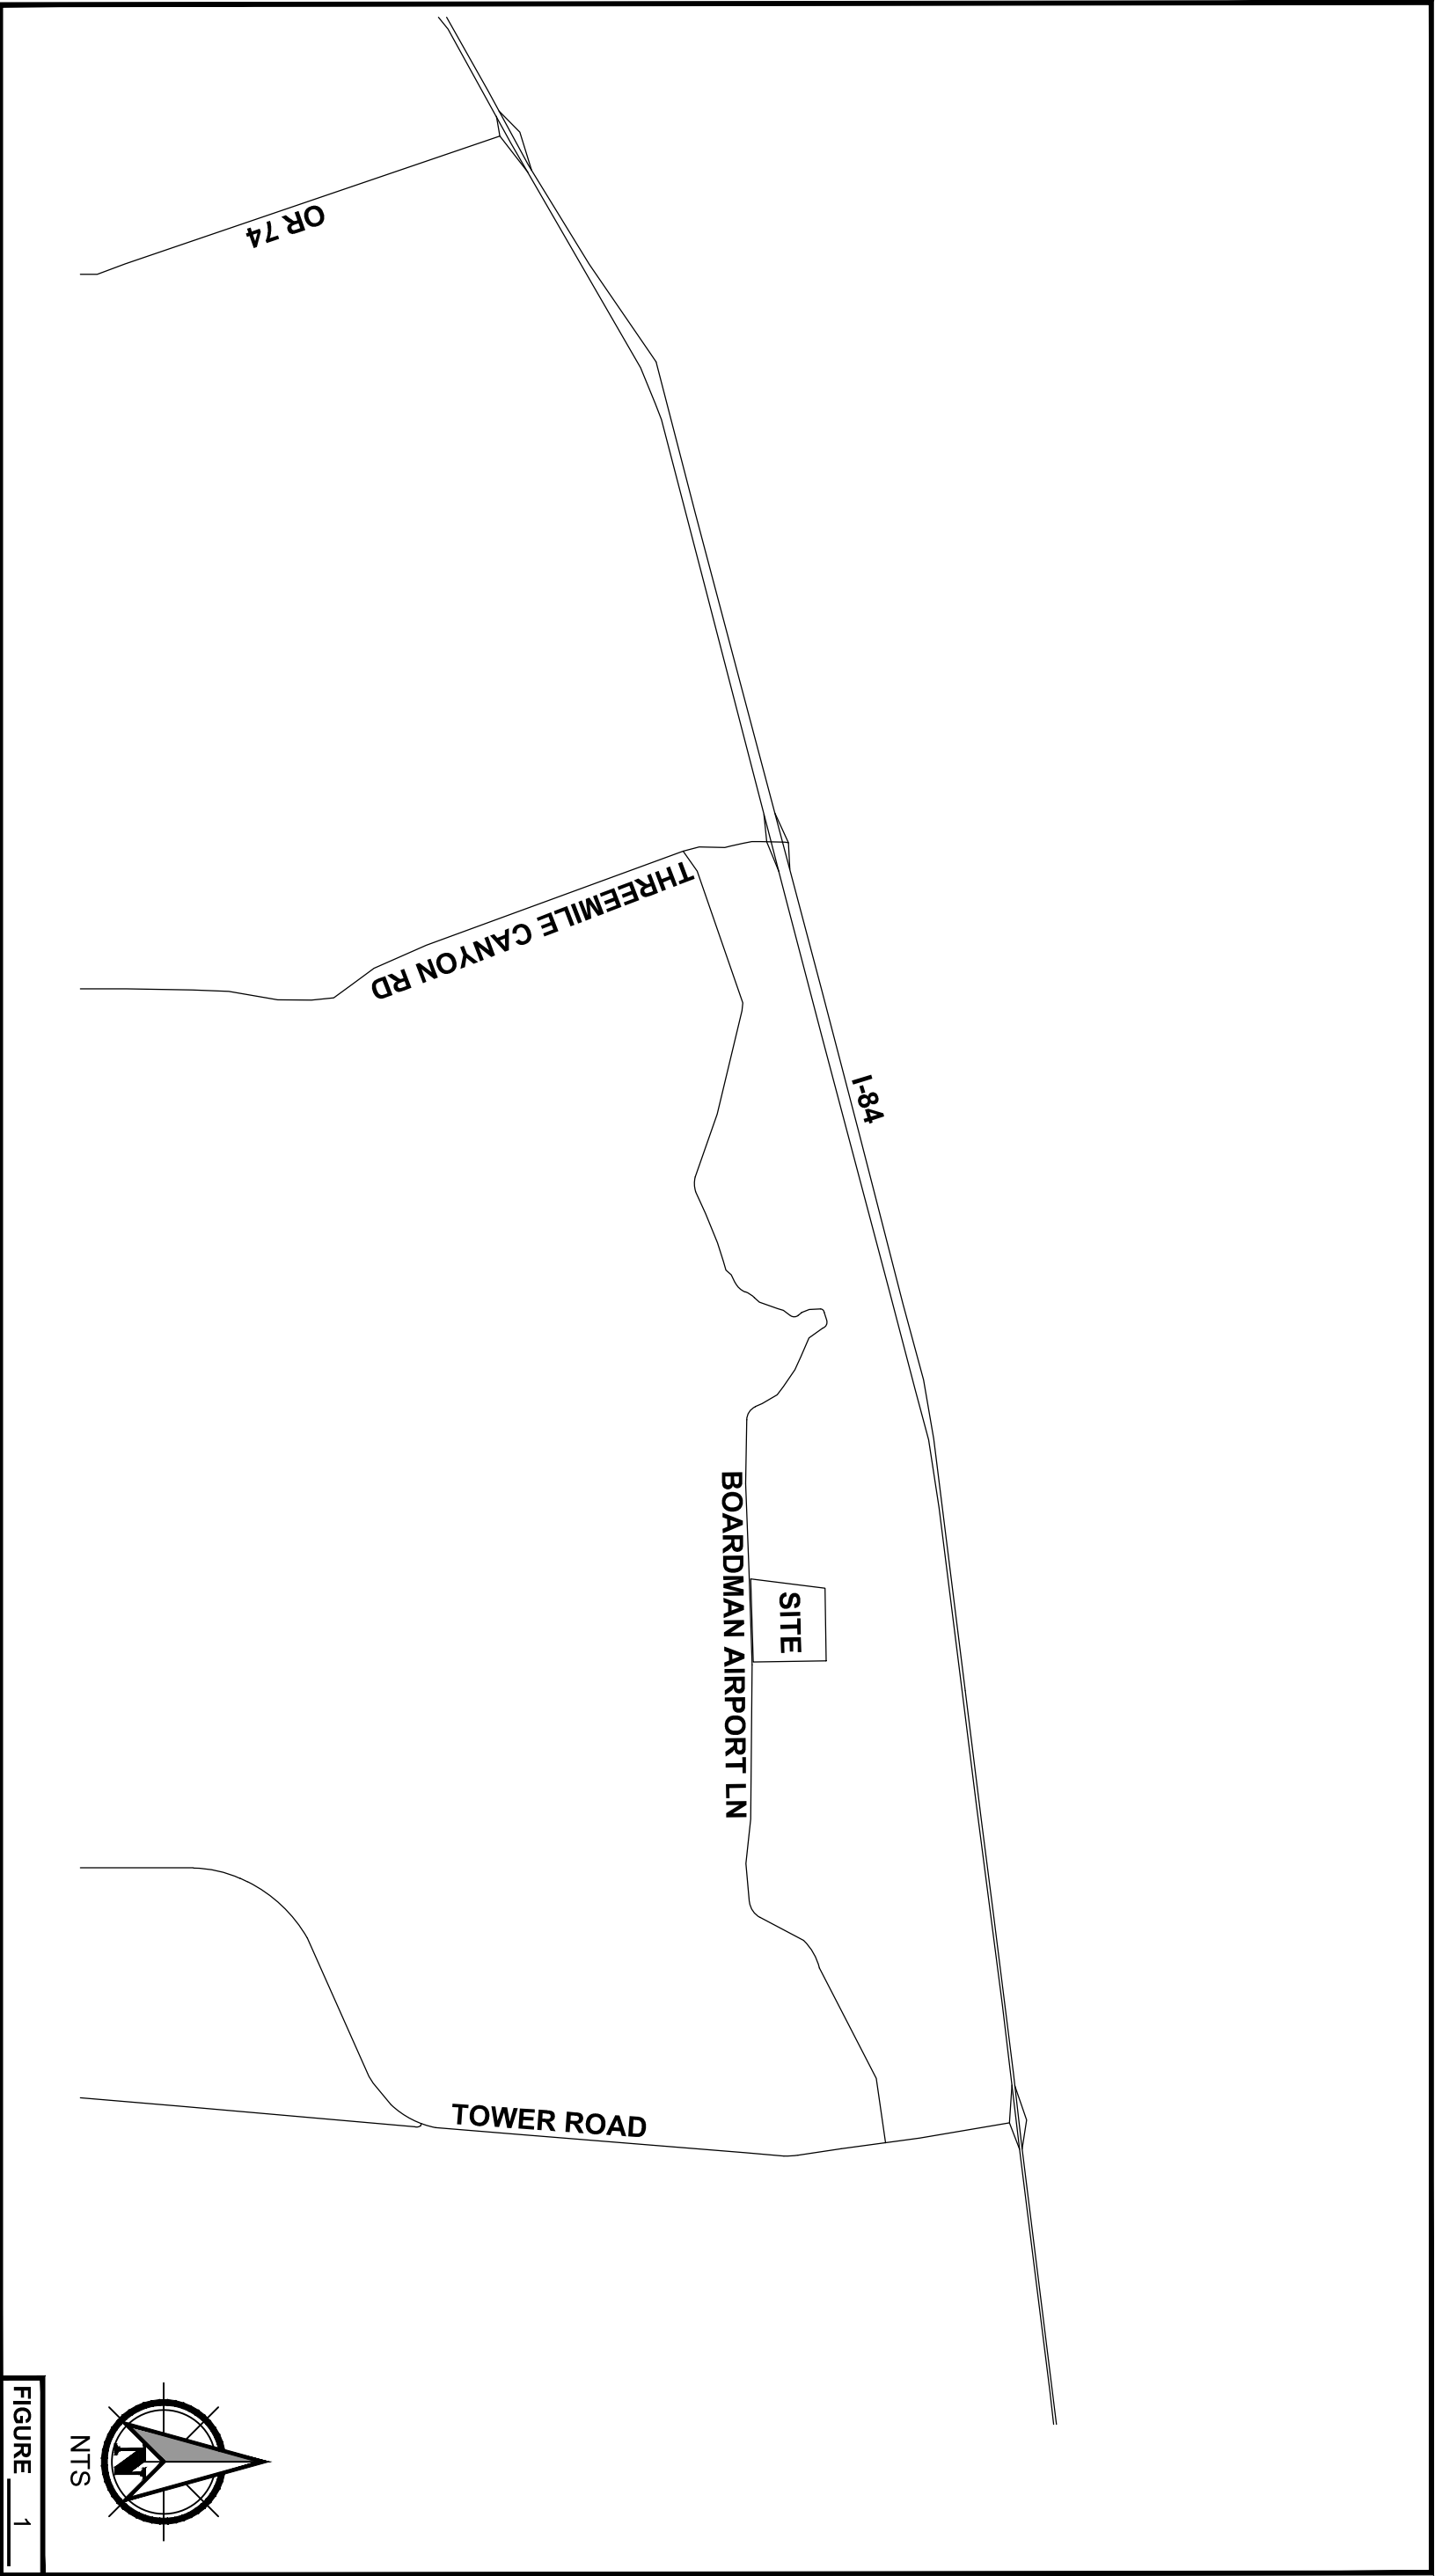 OR 74
THREEMILE CANYON RD
I-84
BOARDMAN AIRPORT LN
SITE
TOWER ROAD
N
NTS
FIGURE 1